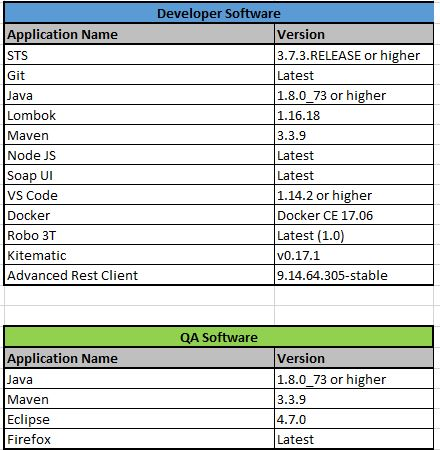 Developer Software
Application Name Version
STS 3.7.3.RELEASE or higher
Git Latest
Java 1.8.0_73 or higher
Lombok 1.16.18
Maven 3.3.9
Node JS Latest
Soap UI Latest
VS Code 1.14.2 or higher
Docker Docker CE 17.06
Robo 3T Latest (1.0)
Kitematic v0.17.1
Advanced Rest Client 9.14.64.305-stable
QA Software
Application Name Version
Java 1.8.0_73 or higher
Maven 3.3.9
Eclipse 4.7.0
Firefox Latest